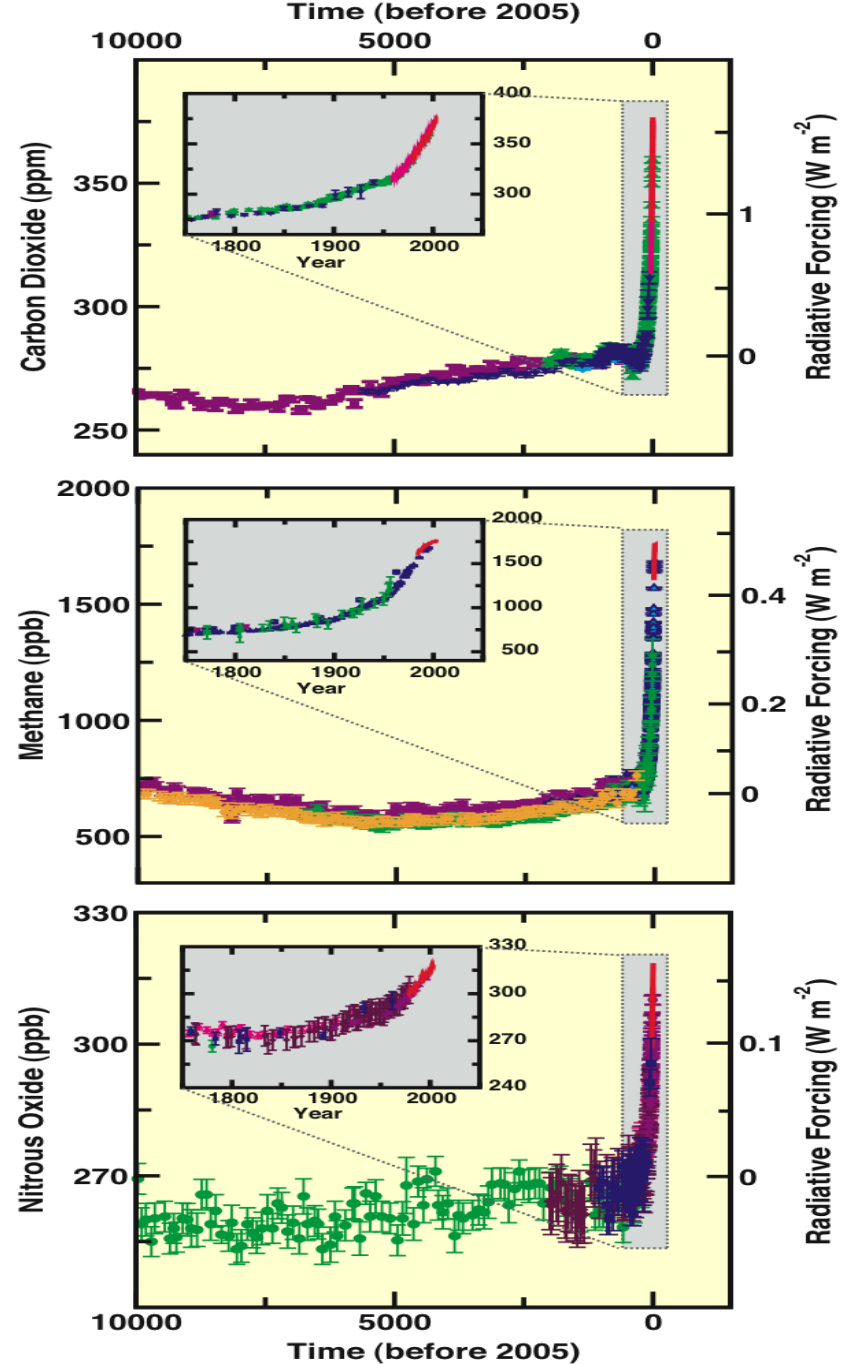 Time (before 2005)
10000 5000 0
Carbon Dioxide (ppm)
350
300
250
400
350
300
1800 1900 2000
Year
1
0
Radiative Forcing (W m-2)
Methane (ppb)
2000
1500
1000
500
2000
1500
1000
500
1800 1900 2000
Year
0.4
0.2
0
Radiative Forcing (W m-2)
Nitrous Oxide (ppb)
330
300
270
330
300
270
240
1800 1900 2000
Year
0.1
0
Radiative Forcing (W m-2)
10000 5000 0
Time (before 2005)